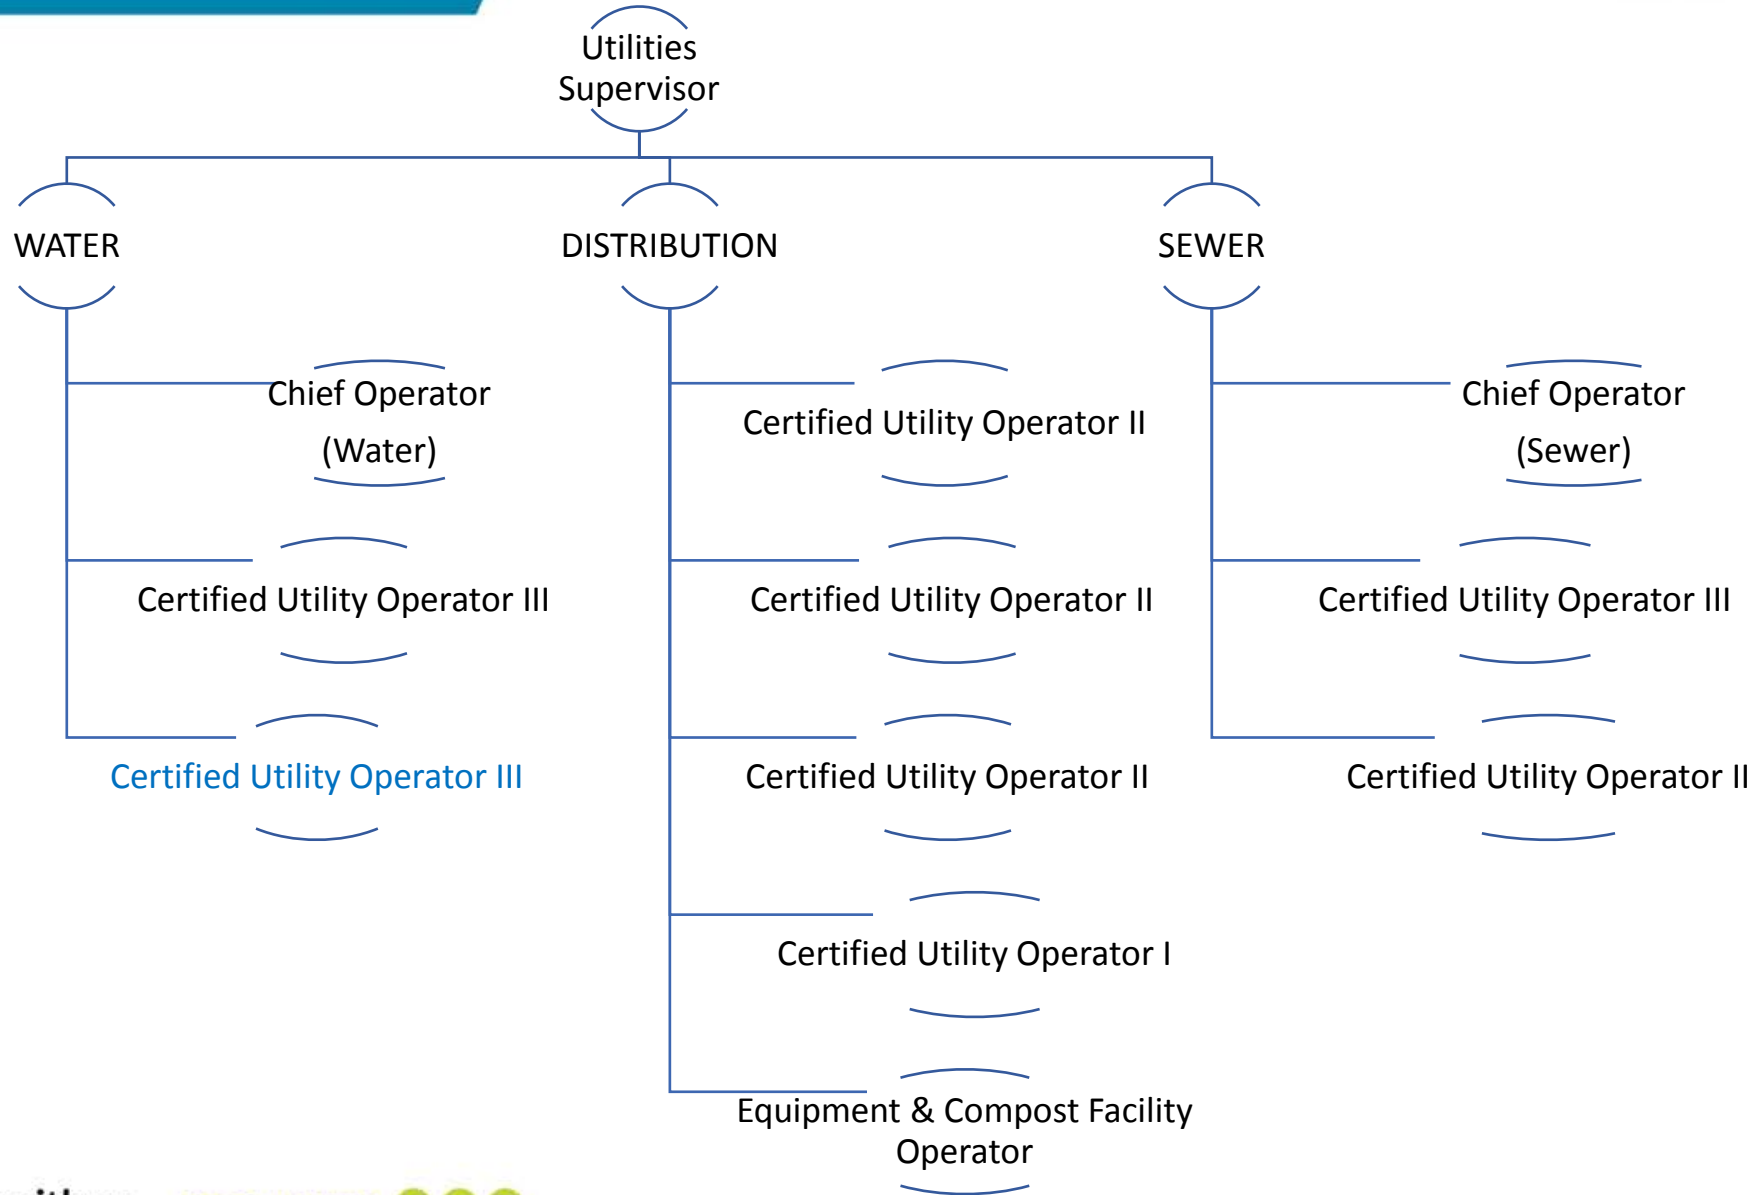 Utilities
Supervisor
WATER
DISTRIBUTION
SEWER
Chief Operator
(Water)
Certified Utility Operator III
Certified Utility Operator III
Certified Utility Operator II
Certified Utility Operator II
Certified Utility Operator II
Certified Utility Operator I
Equipment & Compost Facility
Operator
Chief Operator
(Sewer)
Certified Utility Operator III
Certified Utility Operator II